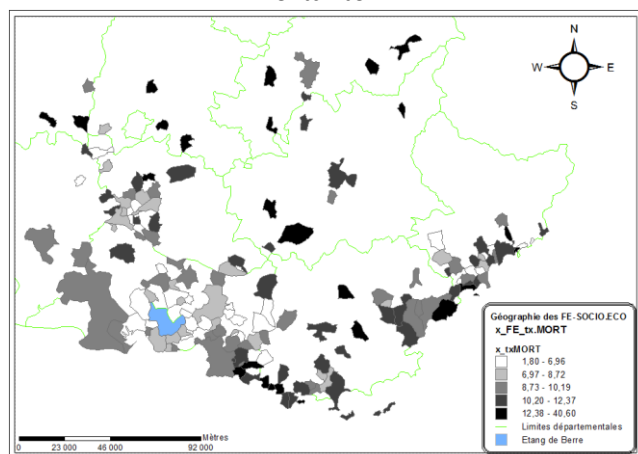 N
W E
S
Géographie des FE-SOCIO.ECO
x_FE_tx.MORT
x_txMORT
1,80 - 6,96
6,97 - 8,72
8,73 - 10,19
10,20 - 12,37
12,38 - 40,60
Limites départementales
Etang de Berre
Mètres
0 23 000 46 000 92 000